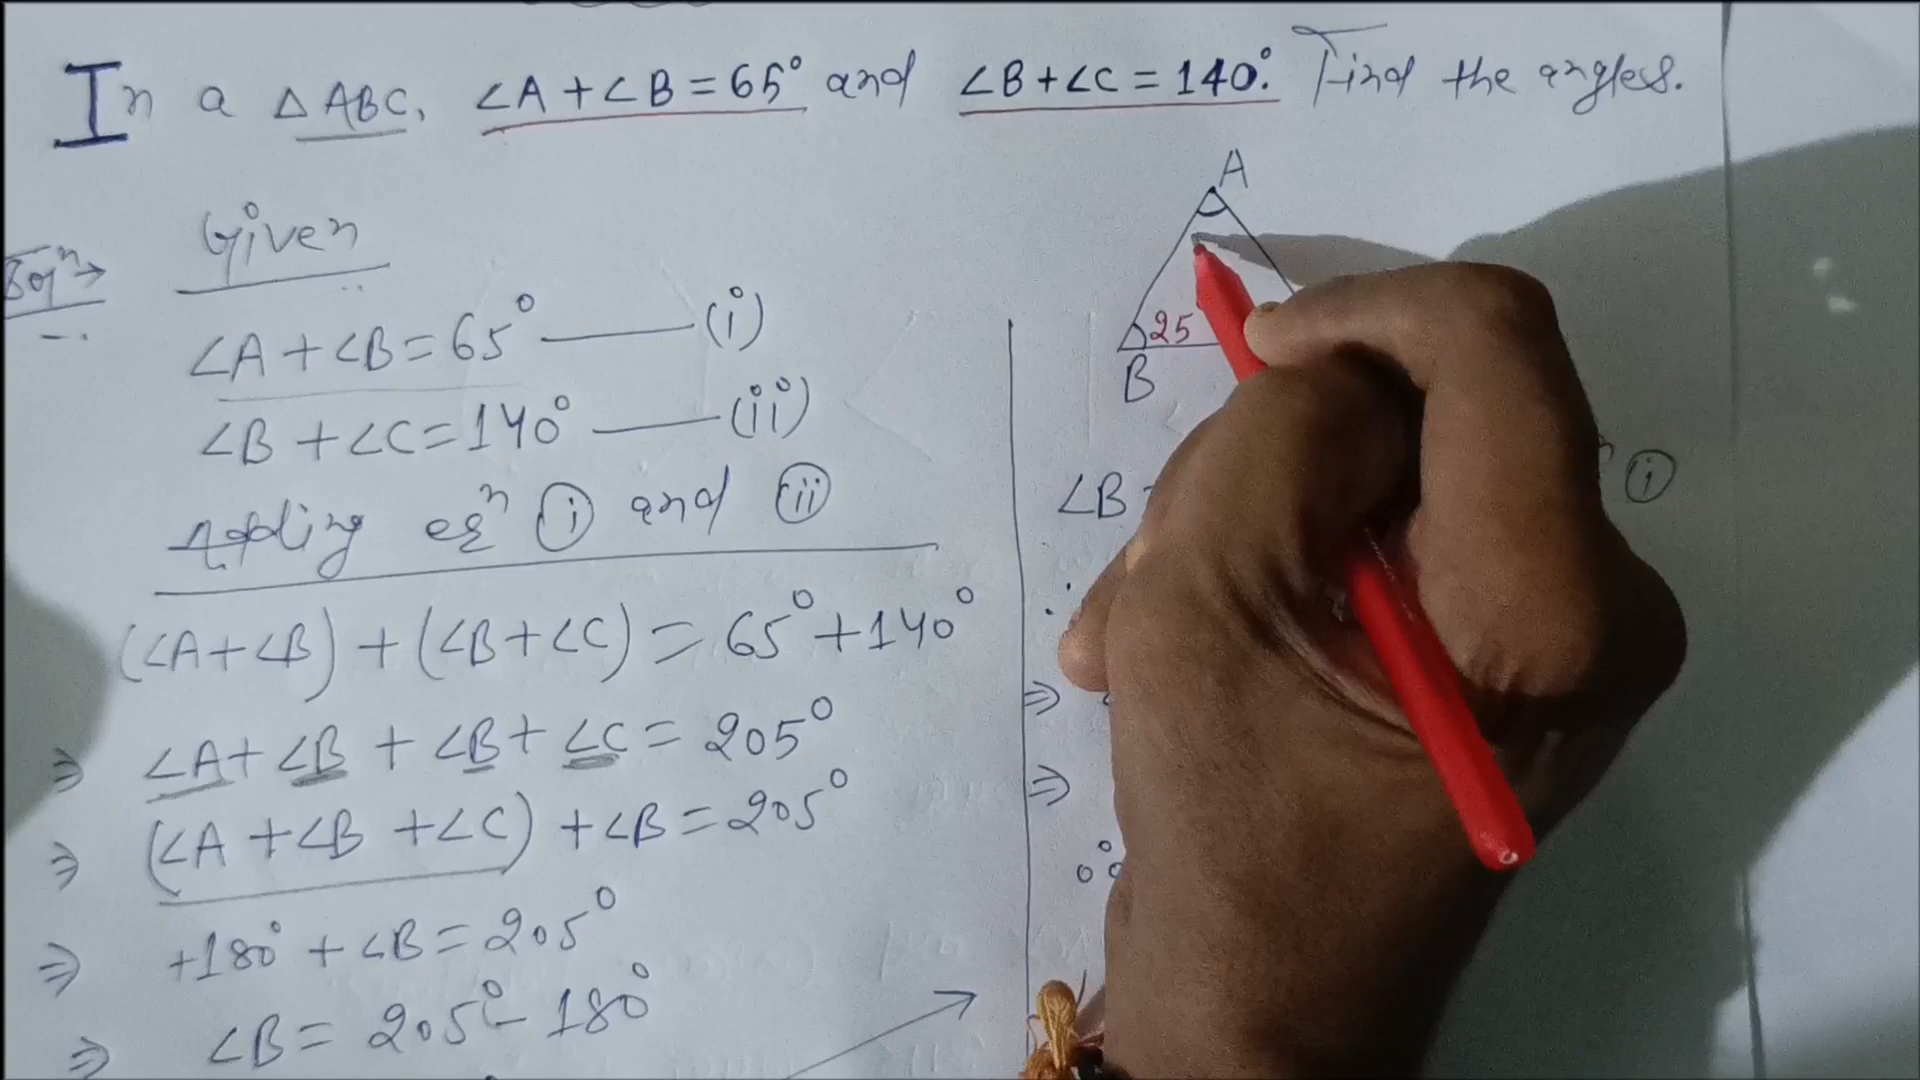 In a △ABC, ∠A+∠B=65° and ∠B+∠C=140°. Find the angles.
Solⁿ→ Given
∠A+∠B=65° — (i)
∠B+∠C=140° — (ii)
eqⁿ (i) and (ii)
(∠A+∠B)+(∠B+∠C)=65°+140°
⇒ ∠A+∠B+∠B+∠C=205°
⇒ (∠A+∠B+∠C)+∠B=205°
⇒ +180°+∠B=205°
⇒ ∠B=205°-180°
A
25
B
∠B
(i)
⇒
⇒